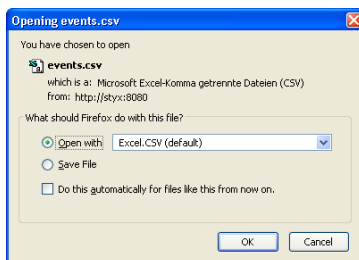 Opening events.csv
You have chosen to open
events.csv
which is a: Microsoft Excel-Komma getrennte Dateien (CSV)
from: http://styx:8080
What should Firefox do with this file?
Open with Excel.CSV (default)
Save File
Do this automatically for files like this from now on.
OK Cancel